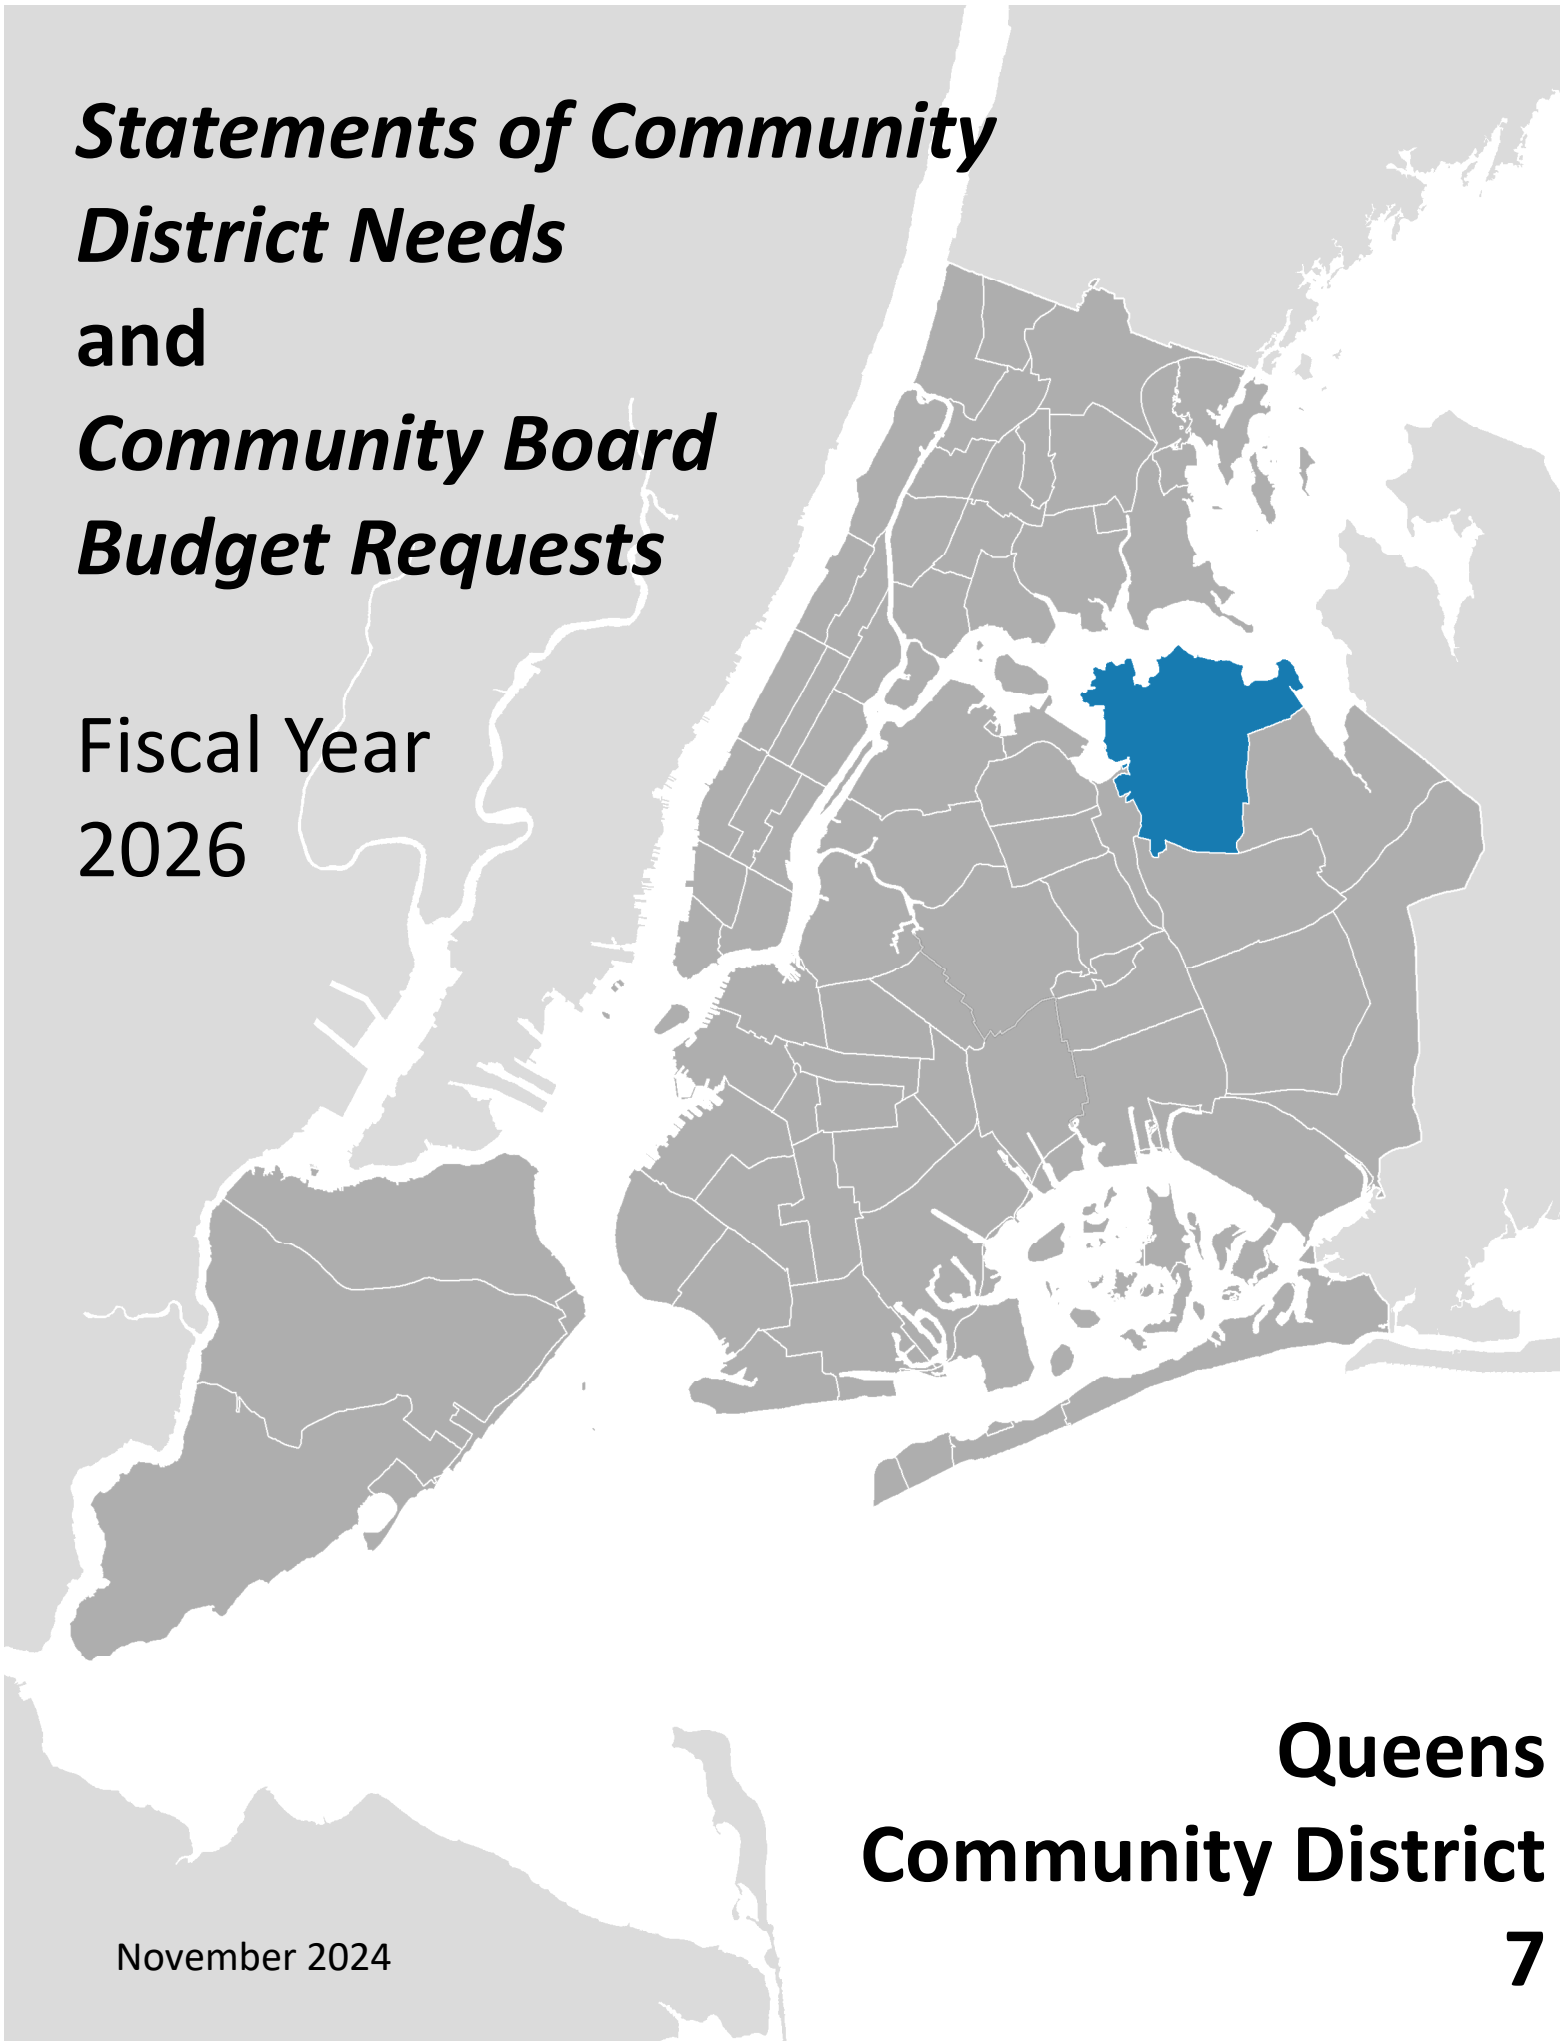 Statements of Community
District Needs
and
Community Board
Budget Requests
Fiscal Year
2026
Queens
Community District
7
November 2024